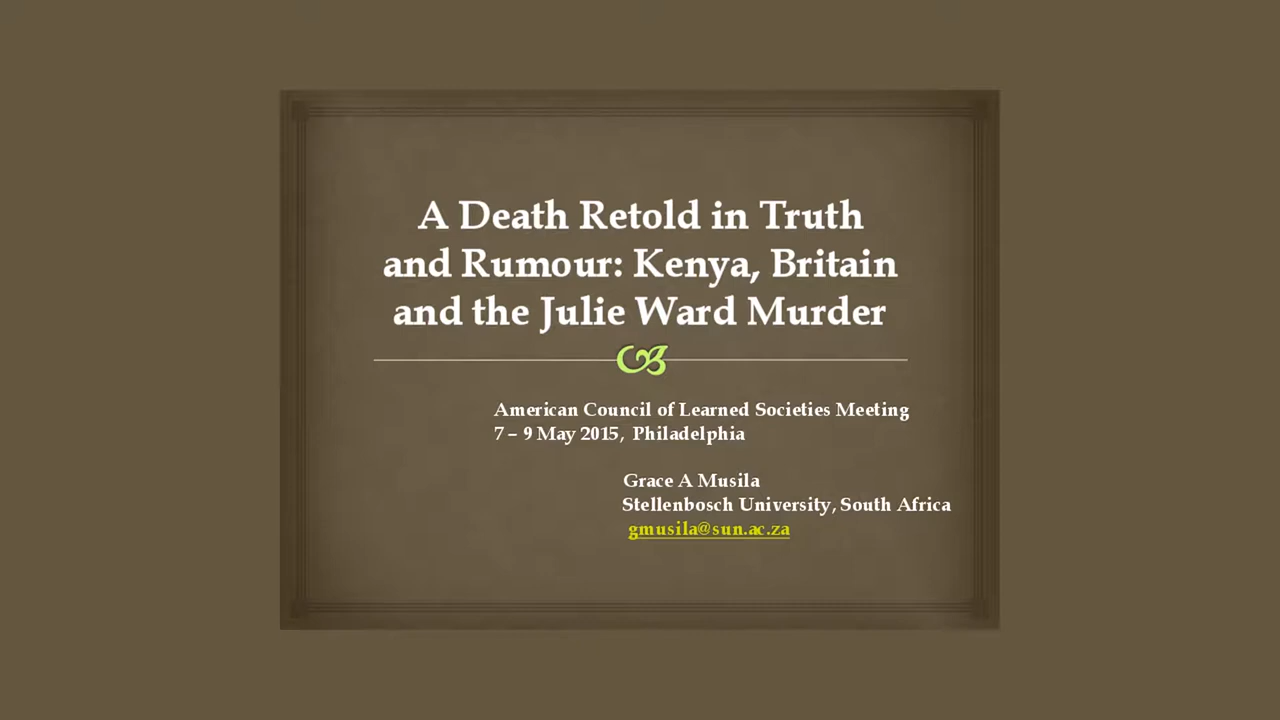 A Death Retold in Truth
and Rumour: Kenya, Britain
and the Julie Ward Murder
American Council of Learned Societies Meeting
7 – 9 May 2015, Philadelphia
Grace A Musila
Stellenbosch University, South Africa
gmusila@sun.ac.za